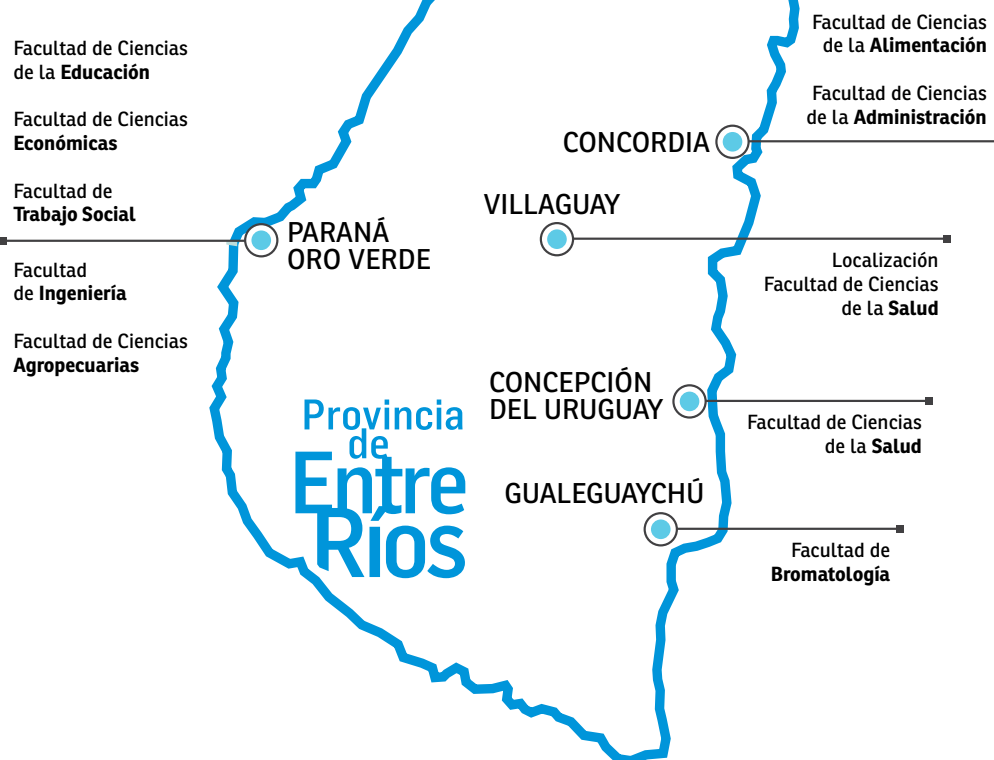 Facultad de Ciencias
de la Educación
Facultad de Ciencias
Económicas
Facultad de
Trabajo Social
Facultad
de Ingeniería
Facultad de Ciencias
Agropecuarias
PARANÁ
ORO VERDE
Facultad de Ciencias
de la Alimentación
Facultad de Ciencias
de la Administración
CONCORDIA
VILLAGUAY
Localización
Facultad de Ciencias
de la Salud
CONCEPCIÓN
DEL URUGUAY
Facultad de Ciencias
de la Salud
GUALEGUAYCHÚ
Facultad de
Bromatología
Provincia
de
Entre
Ríos